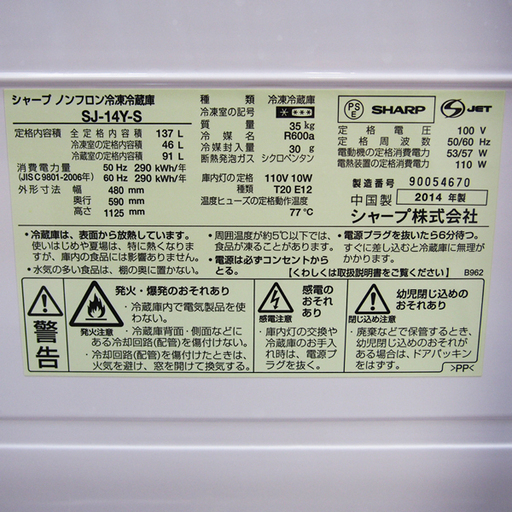 シャープ ノンフロン冷凍冷蔵庫
SJ-14Y-S
定格内容積 全定格内容積 137 L
冷凍室の定格内容積 46 L
冷蔵室の定格内容積 91 L
消費電力量 50 Hz 290 kWh/年
(JIS C 9801-2006年) 60 Hz 290 kWh/年
外形寸法 幅 480 mm
奥行 590 mm
高さ 1125 mm
種類 冷凍冷蔵庫
冷凍室の記号
質量 35 kg
冷媒名 R600a
冷媒封入量 30 g
断熱発泡ガス シクロペンタン
庫内灯の定格 110V 10W
種類 T20 E12
温度ヒューズの定格動作温度
77℃
PS
E
SHARP
S JET
定格電圧 100 V
定格周波数 50/60 Hz
電動機の定格消費電力 53/57 W
電熱装置の定格消費電力 110 W
製造番号 90054670
中国製 2014 年製
シャープ株式会社
• 冷蔵庫は、表面から放熱しています。
使いはじめや夏場は、特に熱く感じま
すが、庫内の食品には影響ありません。
• 水気の多い食品は、棚の奥に置かない。
• 周囲温度が約5℃以下では、食
品が凍る場合があります。
• 電源は必ずコンセントから
とる。
• 電源プラグを抜いたら6分待つ。
すぐに差し込むと冷蔵庫に無理が
かかります。
【くわしくは取扱説明書をご覧ください】
B962
警告
発火・爆発のおそれあり
発火注意
• 冷蔵庫内で電気製品を使わない。
• 冷蔵庫背面・側面などに
ある冷却回路(配管)を傷付けない。
• 冷却回路(配管)を傷付けたときは、
火気を避け、窓を開けて換気する。
感電の
おそれあり
感電注意
• 庫内灯の交換や
冷蔵庫のお手入
れ時は、電源プ
ラグを抜く。
幼児閉じ込めの
おそれあり
閉じ込め注意
• 廃棄などで保管するとき、
幼児閉じ込めのおそれが
ある場合は、ドアパッキン
をはずす。
>PP<